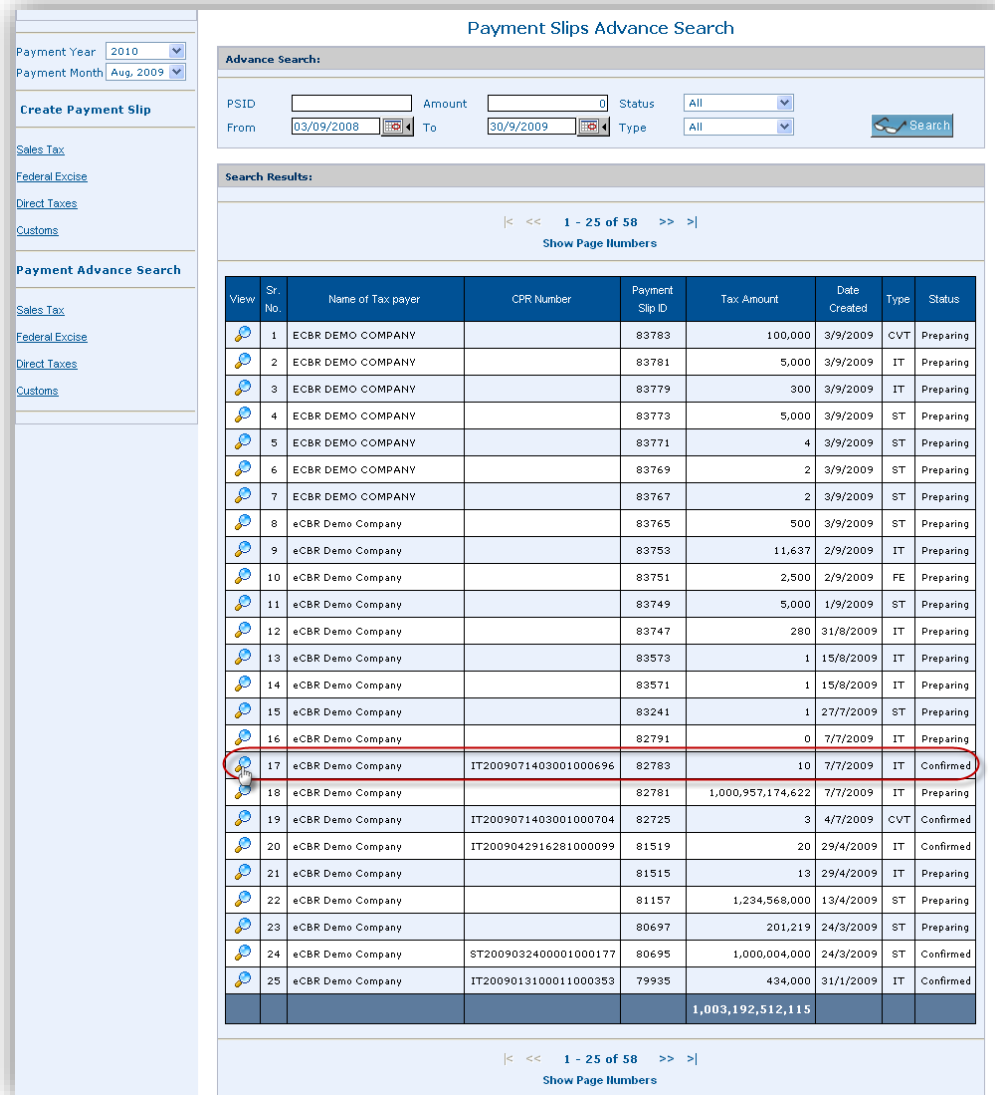 Payment Slips Advance Search
Payment Year 2010
Payment Month Aug, 2009
Create Payment Slip
Sales Tax
Federal Excise
Direct Taxes
Customs
Payment Advance Search
Sales Tax
Federal Excise
Direct Taxes
Customs
Advance Search:
PSID Amount 0 Status All
From 03/09/2008 To 30/9/2009 Type All Search
Search Results:
|< << 1 - 25 of 58 >> >|
Show Page Numbers
View Sr. No. Name of Tax payer CPR Number Payment Slip ID Tax Amount Date Created Type Status
1 ECBR DEMO COMPANY 83783 100,000 3/9/2009 CVT Preparing
2 ECBR DEMO COMPANY 83781 5,000 3/9/2009 IT Preparing
3 ECBR DEMO COMPANY 83779 300 3/9/2009 IT Preparing
4 ECBR DEMO COMPANY 83773 5,000 3/9/2009 ST Preparing
5 ECBR DEMO COMPANY 83771 4 3/9/2009 ST Preparing
6 ECBR DEMO COMPANY 83769 2 3/9/2009 ST Preparing
7 ECBR DEMO COMPANY 83767 2 3/9/2009 ST Preparing
8 eCBR Demo Company 83765 500 3/9/2009 ST Preparing
9 eCBR Demo Company 83753 11,637 2/9/2009 IT Preparing
10 eCBR Demo Company 83751 2,500 2/9/2009 FE Preparing
11 eCBR Demo Company 83749 5,000 1/9/2009 ST Preparing
12 eCBR Demo Company 83747 280 31/8/2009 IT Preparing
13 eCBR Demo Company 83573 1 15/8/2009 IT Preparing
14 eCBR Demo Company 83571 1 15/8/2009 IT Preparing
15 eCBR Demo Company 83241 1 27/7/2009 ST Preparing
16 eCBR Demo Company 82791 0 7/7/2009 IT Preparing
17 eCBR Demo Company IT2009071403001000696 82783 10 7/7/2009 IT Confirmed
18 eCBR Demo Company 82781 1,000,957,174,622 7/7/2009 IT Preparing
19 eCBR Demo Company IT2009071403001000704 82725 3 4/7/2009 CVT Confirmed
20 eCBR Demo Company IT2009042916281000099 81519 20 29/4/2009 IT Confirmed
21 eCBR Demo Company 81515 13 29/4/2009 IT Preparing
22 eCBR Demo Company 81157 1,234,568,000 13/4/2009 ST Preparing
23 eCBR Demo Company 80697 201,219 24/3/2009 ST Preparing
24 eCBR Demo Company ST2009032400001000177 80695 1,000,004,000 24/3/2009 ST Confirmed
25 eCBR Demo Company IT2009013100011000353 79935 434,000 31/1/2009 IT Confirmed
1,003,192,512,115
|< << 1 - 25 of 58 >> >|
Show Page Numbers